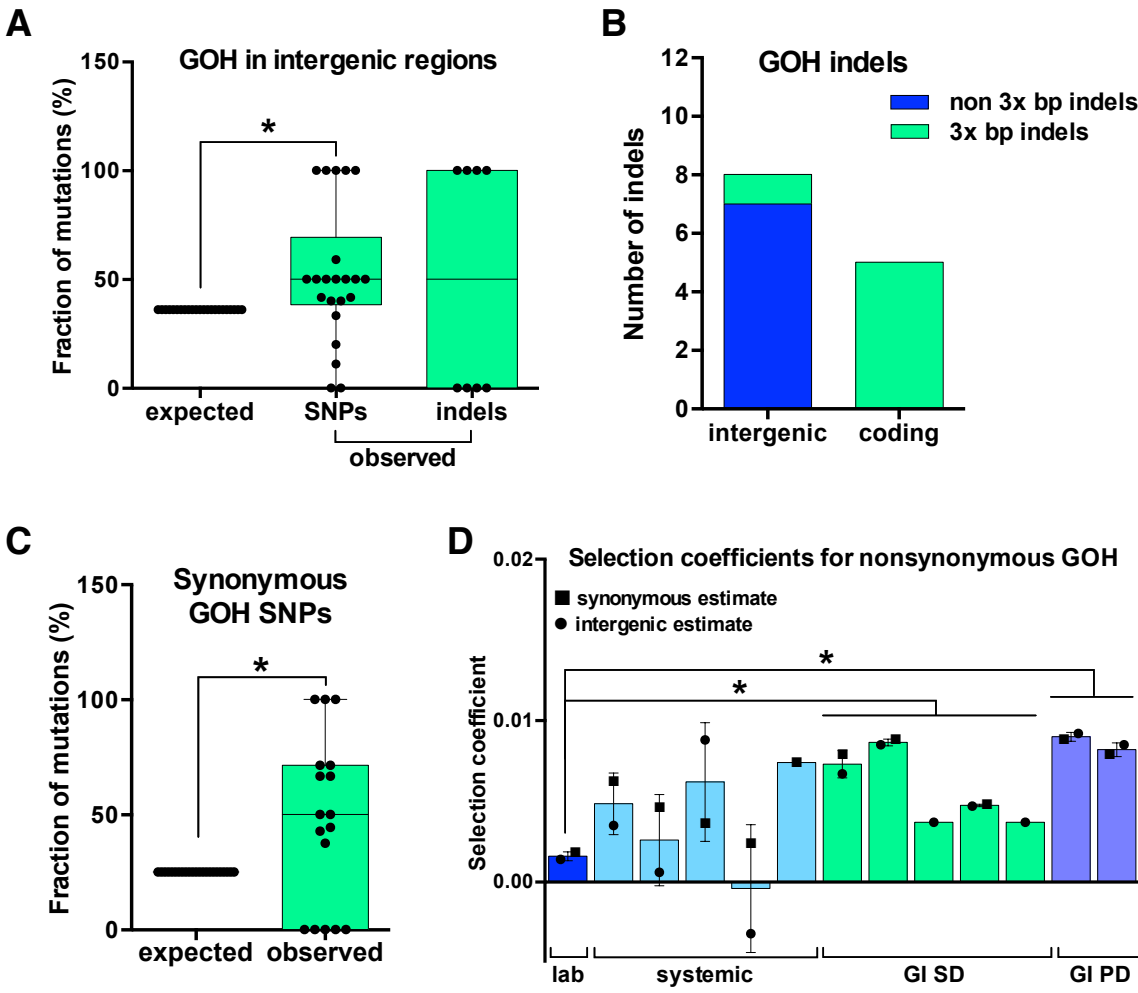 A
GOH in intergenic regions
Fraction of mutations (%)
150
100
50
0
*
expected
SNPs
indels
observed
B
GOH indels
Number of indels
12
10
8
6
4
2
0
non 3x bp indels
3x bp indels
intergenic
coding
C
Synonymous
GOH SNPs
Fraction of mutations (%)
150
100
50
0
*
expected
observed
D
Selection coefficients for nonsynonymous GOH
Selection coefficient
0.02
0.01
0.00
synonymous estimate
intergenic estimate
*
*
lab
systemic
GI SD
GI PD